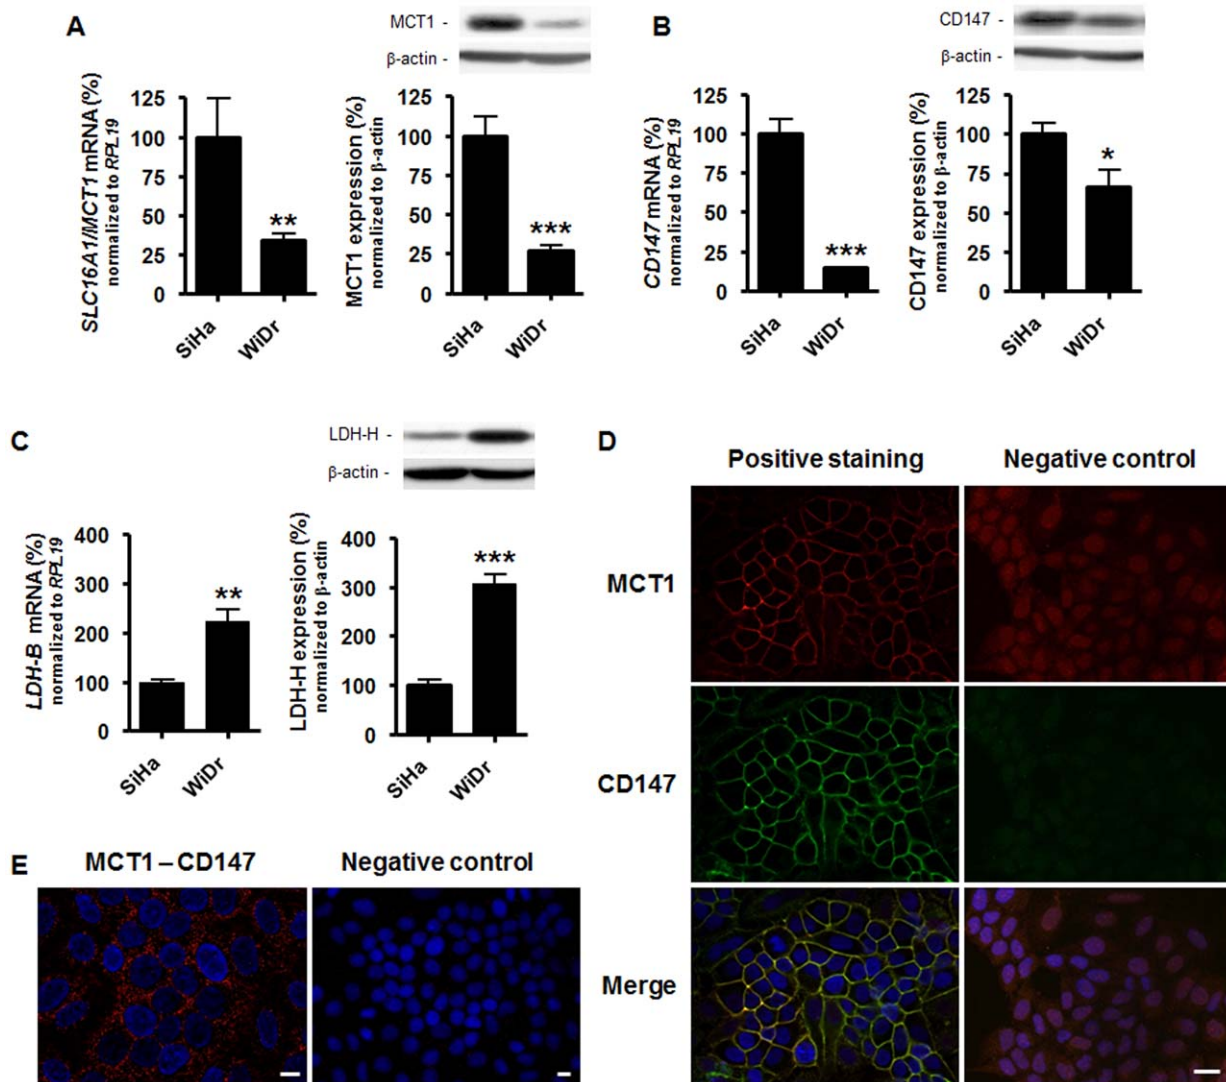 A
MCT1 -
β-actin -
SLC16A1/MCT1 mRNA (%)
normalized to RPL19
125
100
75
50
25
0
**
SiHa
WiDr
MCT1 expression (%)
normalized to β-actin
125
100
75
50
25
0
***
SiHa
WiDr
B
CD147 -
β-actin -
CD147 mRNA (%)
normalized to RPL19
125
100
75
50
25
0
***
SiHa
WiDr
CD147 expression (%)
normalized to β-actin
125
100
75
50
25
0
*
SiHa
WiDr
C
LDH-H -
β-actin -
LDH-B mRNA (%)
normalized to RPL19
400
300
200
100
0
**
SiHa
WiDr
LDH-H expression (%)
normalized to β-actin
400
300
200
100
0
***
SiHa
WiDr
D
Positive staining
Negative control
MCT1
CD147
Merge
E
MCT1 – CD147
Negative control